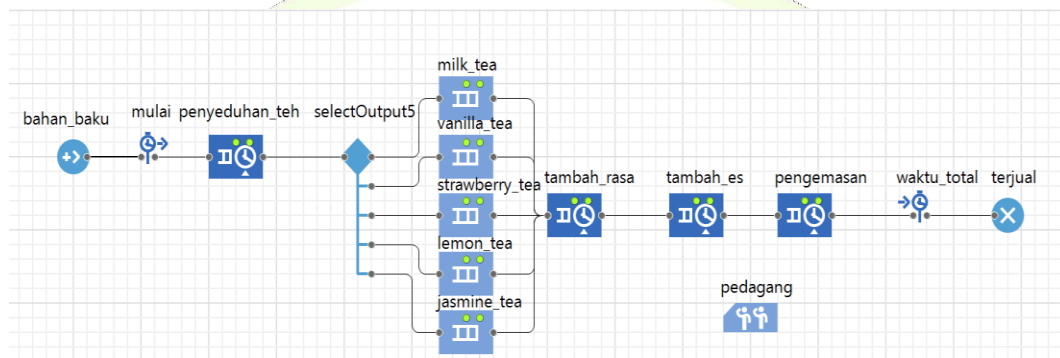 milk_tea
bahan_baku
mulai
penyeduhan_teh
selectOutput5
vanilla_tea
strawberry_tea
tambah_rasa
tambah_es
pengemasan
waktu_total
terjual
lemon_tea
pedagang
jasmine_tea